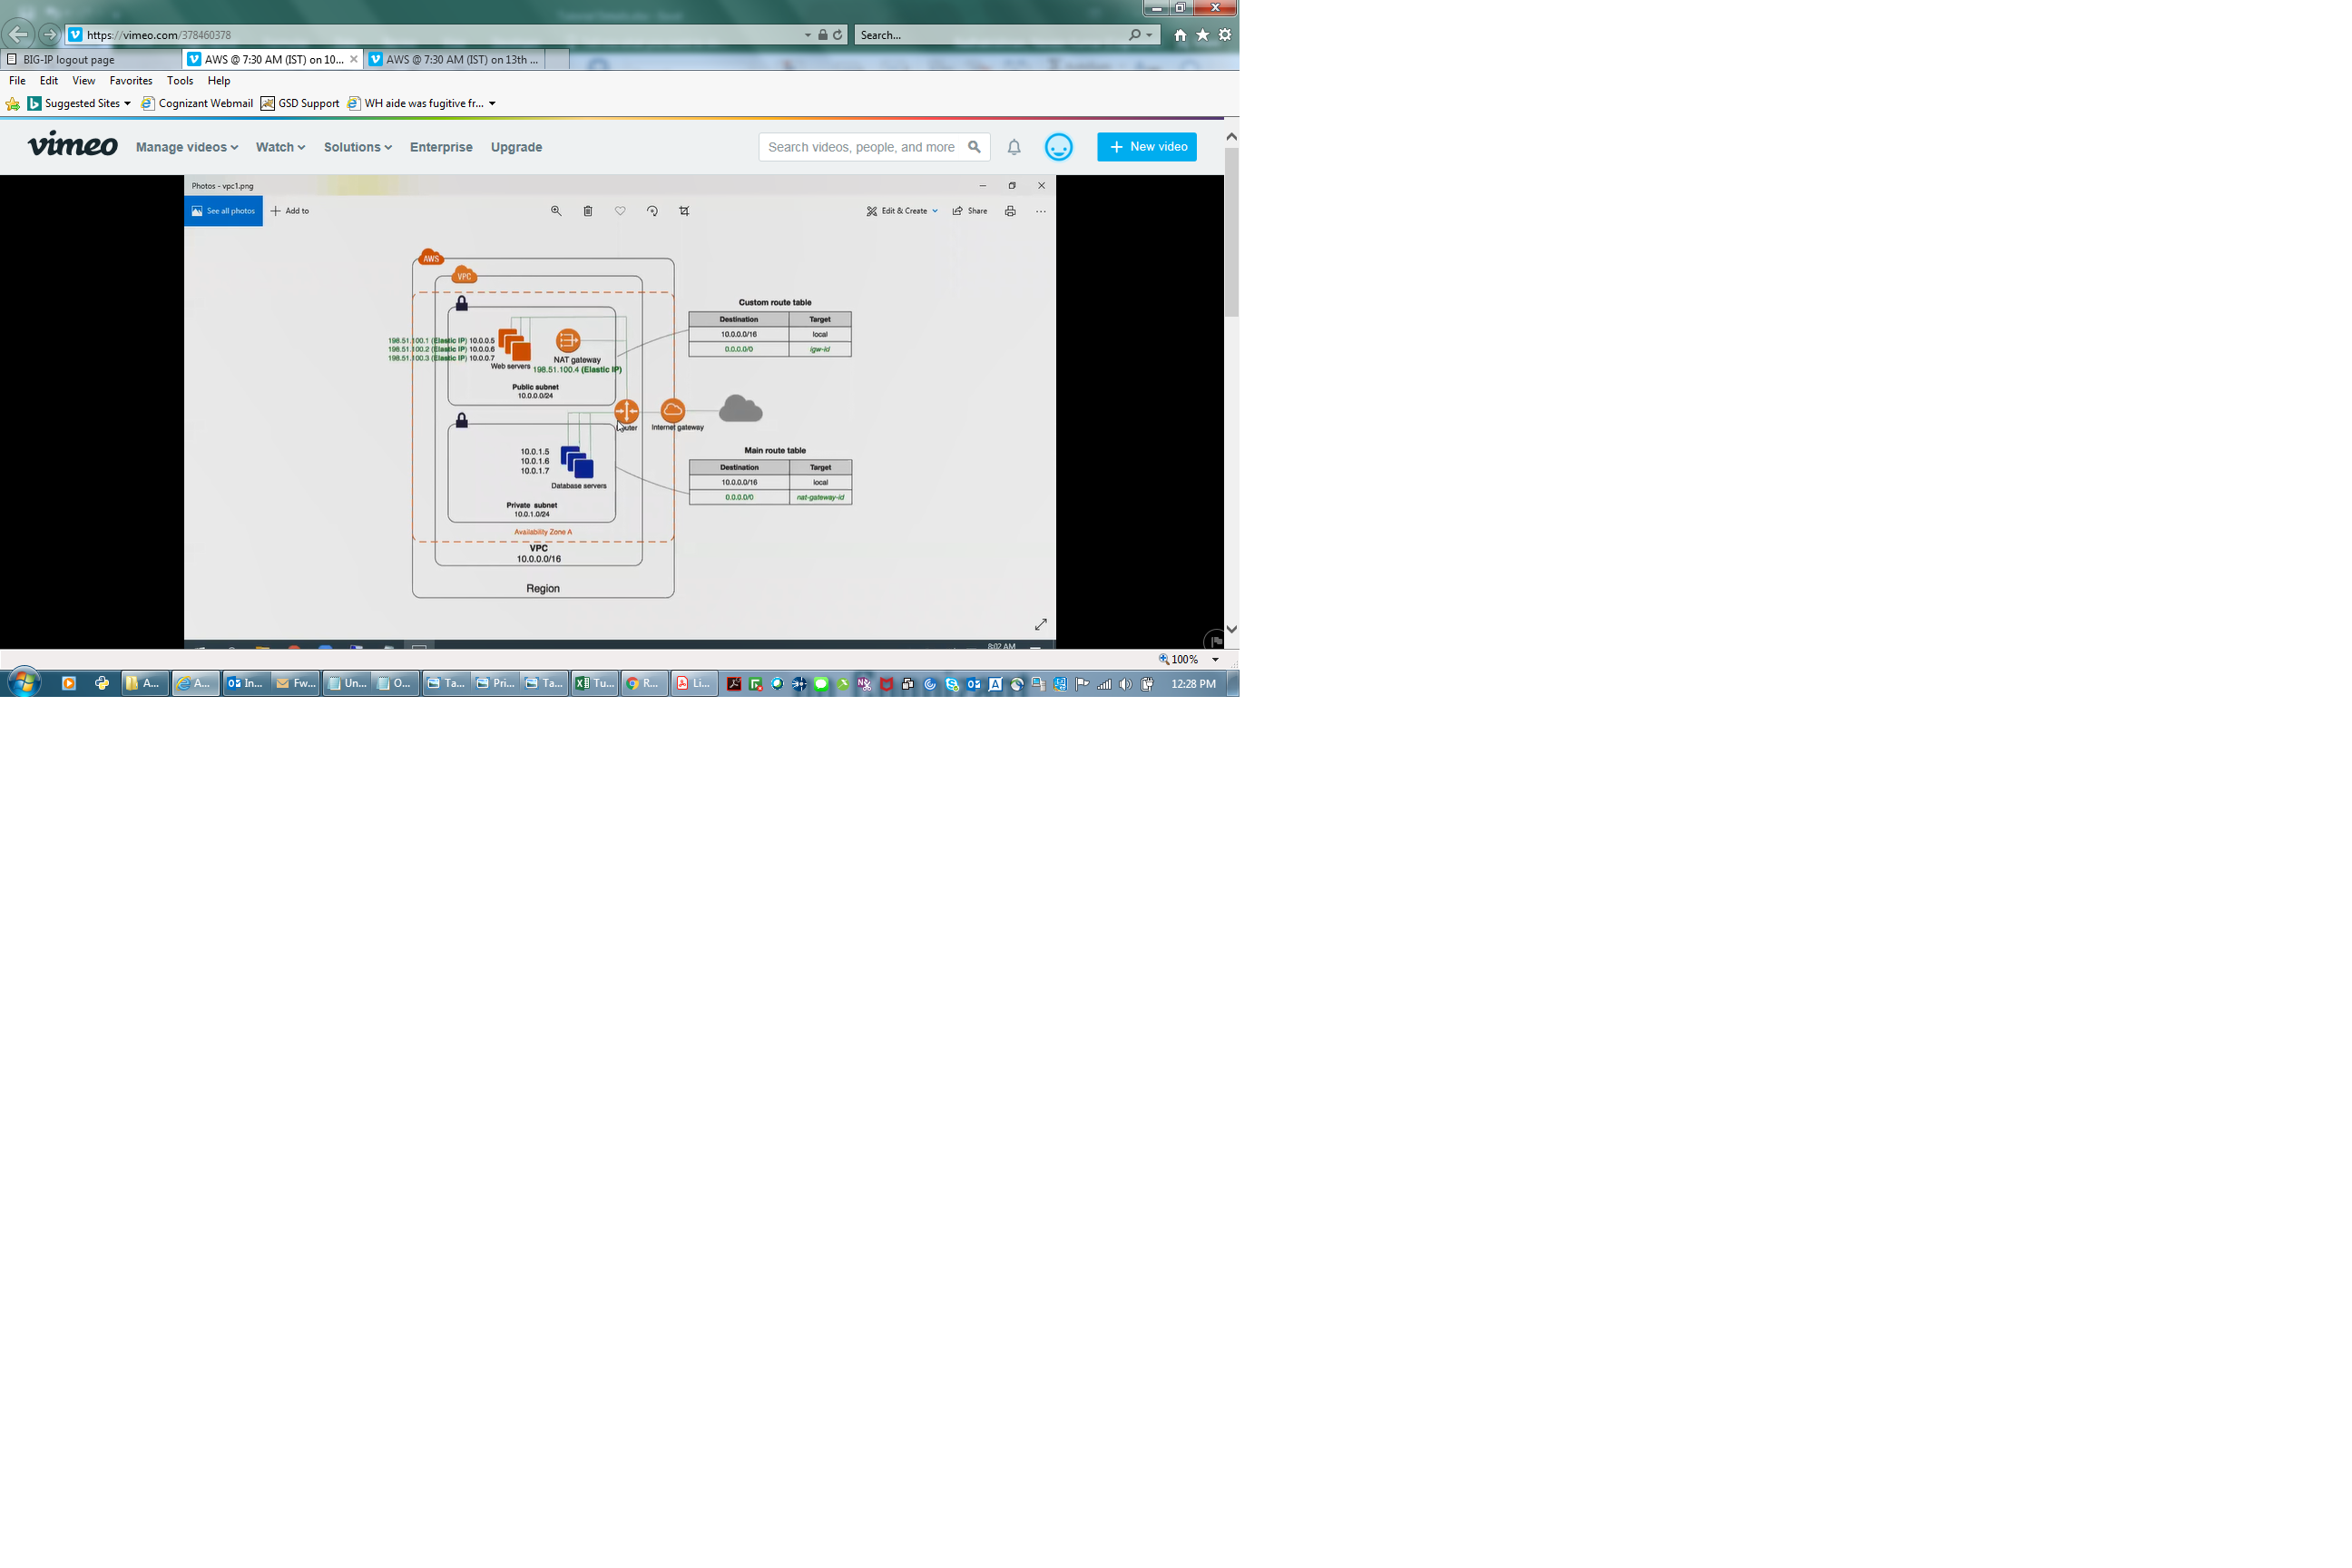 https://vimeo.com/378460378
Search...
BIG-IP logout page
AWS @ 7:30 AM (IST) on 10...
AWS @ 7:30 AM (IST) on 13th ...
File Edit View Favorites Tools Help
Suggested Sites Cognizant Webmail GSD Support WH aide was fugitive fr...
vimeo Manage videos Watch Solutions Enterprise Upgrade
Search videos, people, and more
New video
Photos - vpc1.png
See all photos Add to
Edit & Create Share
AWS
VPC
198.51.100.1 (Elastic IP) 10.0.0.5
198.51.100.2 (Elastic IP) 10.0.0.6
198.51.100.3 (Elastic IP) 10.0.0.7
Web servers
NAT gateway
198.51.100.4 (Elastic IP)
Public subnet
10.0.0.0/24
Custom route table
Destination Target
10.0.0.0/16 local
0.0.0.0/0 igw-id
Internet gateway
10.0.1.5
10.0.1.6
10.0.1.7
Database servers
Private subnet
10.0.1.0/24
Main route table
Destination Target
10.0.0.0/16 local
0.0.0.0/0 nat-gateway-id
Availability Zone A
VPC
10.0.0.0/16
Region
8:02 AM
100%
A... A... In... Fw... Un... O... Ta... Pri... Ta... Tu... R... Li...
12:28 PM